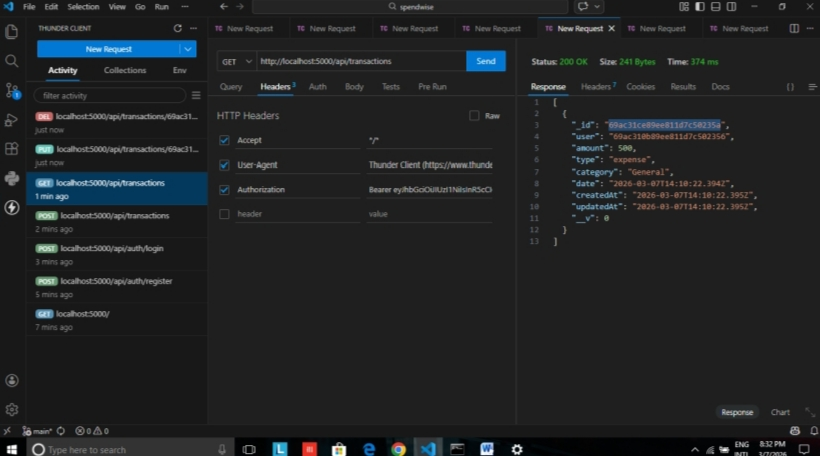 File Edit Selection View Go Run ...
spendwise
THUNDER CLIENT
New Request
Activity Collections Env
filter activity
DEL localhost:5000/api/transactions/69ac31...
just now
PUT localhost:5000/api/transactions/69ac31...
just now
GET localhost:5000/api/transactions
1 min ago
POST localhost:5000/api/transactions
2 mins ago
POST localhost:5000/api/auth/login
3 mins ago
POST localhost:5000/api/auth/register
5 mins ago
GET localhost:5000/
7 mins ago
TC New Request TC New Request TC New Request TC New Request TC New Request TC New Request TC New Request
GET http://localhost:5000/api/transactions Send
Query Headers 3 Auth Body Tests Pre Run
HTTP Headers Raw
Accept */*
User-Agent Thunder Client (https://www.thunde
Authorization Bearer
header value
Status: 200 OK Size: 241 Bytes Time: 374 ms
Response Headers 7 Cookies Results Docs
1 [
2 {
3 "_id": "69ac31ce89ee811d7c50235a",
4 "user": "69ac310b89ee811d7c502356",
5 "amount": 500,
6 "type": "expense",
7 "category": "General",
8 "date": "2026-03-07T14:10:22.394Z",
9 "createdAt": "2026-03-07T14:10:22.395Z",
10 "updatedAt": "2026-03-07T14:10:22.395Z",
11 "__v": 0
12 }
13 ]
Response Chart
main* 0 0
Type here to search
ENG
INTL
8:32 PM
3/7/2026